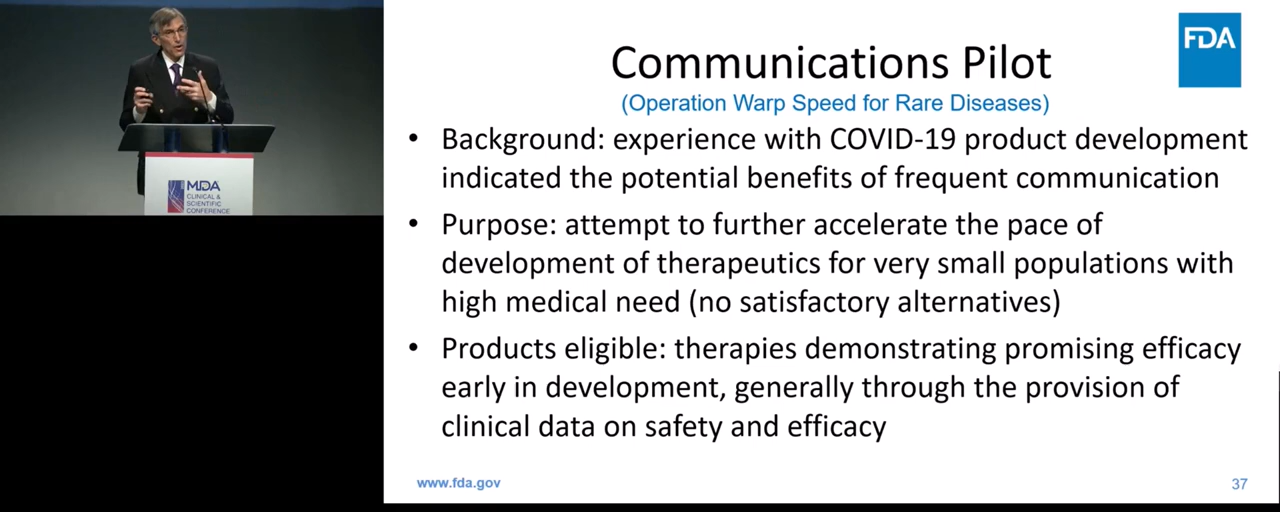 MDA
CLINICAL &
SCIENTIFIC
CONFERENCE
FDA
Communications Pilot
(Operation Warp Speed for Rare Diseases)
• Background: experience with COVID-19 product development
indicated the potential benefits of frequent communication
• Purpose: attempt to further accelerate the pace of
development of therapeutics for very small populations with
high medical need (no satisfactory alternatives)
• Products eligible: therapies demonstrating promising efficacy
early in development, generally through the provision of
clinical data on safety and efficacy
www.fda.gov
37